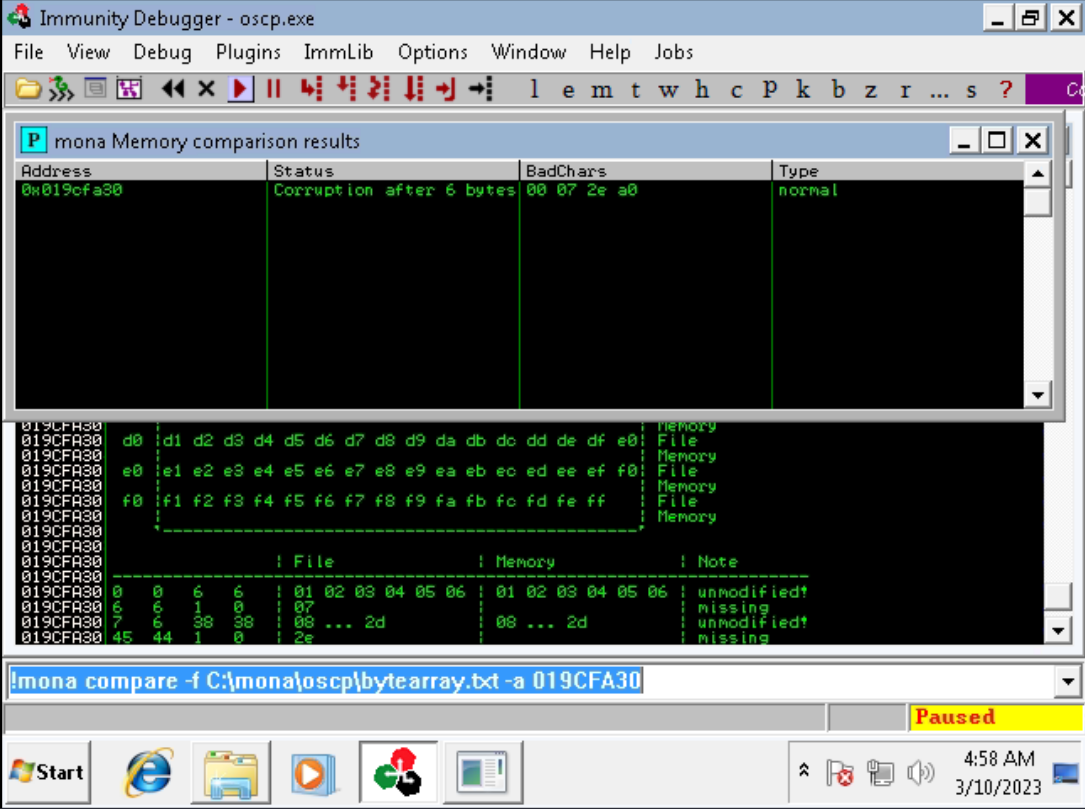 Immunity Debugger - oscp.exe
File View Debug Plugins ImmLib Options Window Help Jobs
l e m t w h c P k b z r ... s ?
P mona Memory comparison results
Address Status BadChars Type
0x019cfa30 Corruption after 6 bytes 00 07 2e a0 normal
019CFA30 Memory
019CFA30 d0 d1 d2 d3 d4 d5 d6 d7 d8 d9 da db dc dd de df e0 File
019CFA30 Memory
019CFA30 e0 e1 e2 e3 e4 e5 e6 e7 e8 e9 ea eb ec ed ee ef f0 File
019CFA30 Memory
019CFA30 f0 f1 f2 f3 f4 f5 f6 f7 f8 f9 fa fb fc fd fe ff File
019CFA30 Memory
019CFA30
019CFA30
019CFA30 | File | Memory | Note
019CFA30 ------------------------------------------------
019CFA30 0 0 6 6 | 01 02 03 04 05 06 | 01 02 03 04 05 06 | unmodified!
019CFA30 6 6 1 0 | 07 | | missing
019CFA30 7 6 38 38 | 08 ... 2d | 08 ... 2d | unmodified!
019CFA30 45 44 1 0 | 2e | | missing
!mona compare -f C:\mona\oscp\bytearray.txt -a 019CFA30
Paused
Start
4:58 AM
3/10/2023